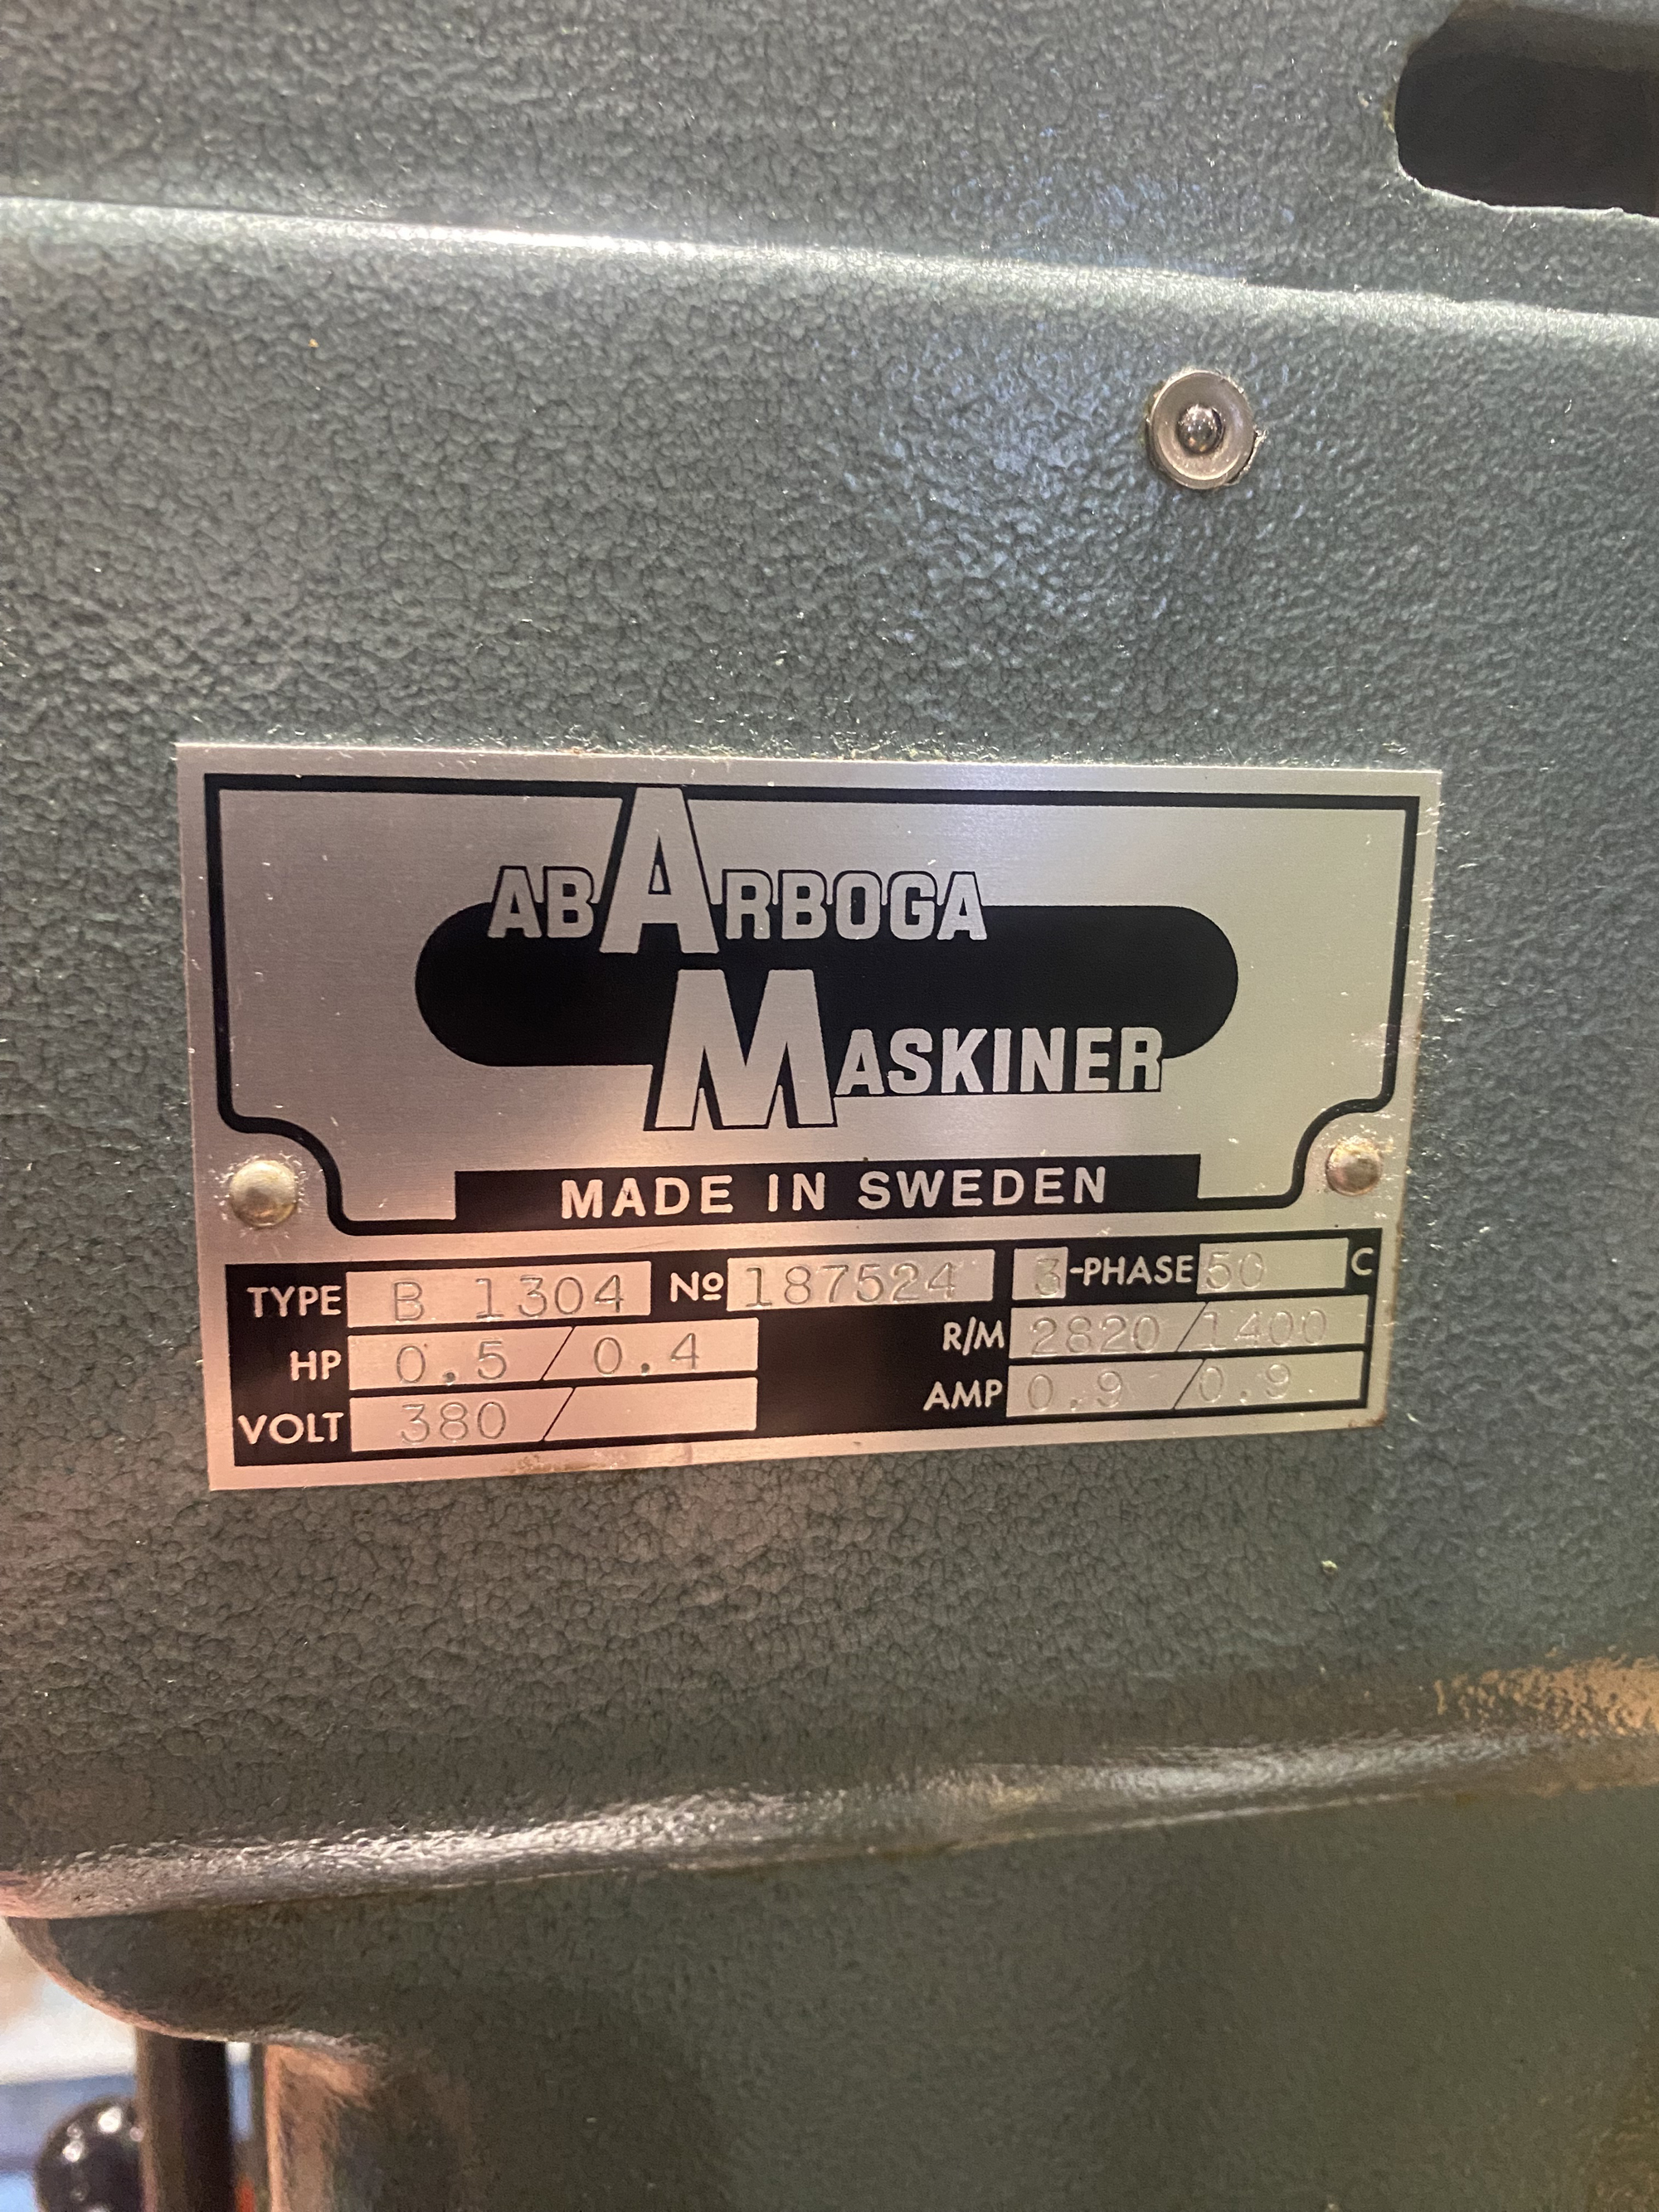 AB ARBOGA
MASKINER
MADE IN SWEDEN
TYPE B 1304 No 187524 3-PHASE 50 C
HP 0.5 / 0.4 R/M 2820 / 1400
VOLT 380 / AMP 0.9 / 0.9